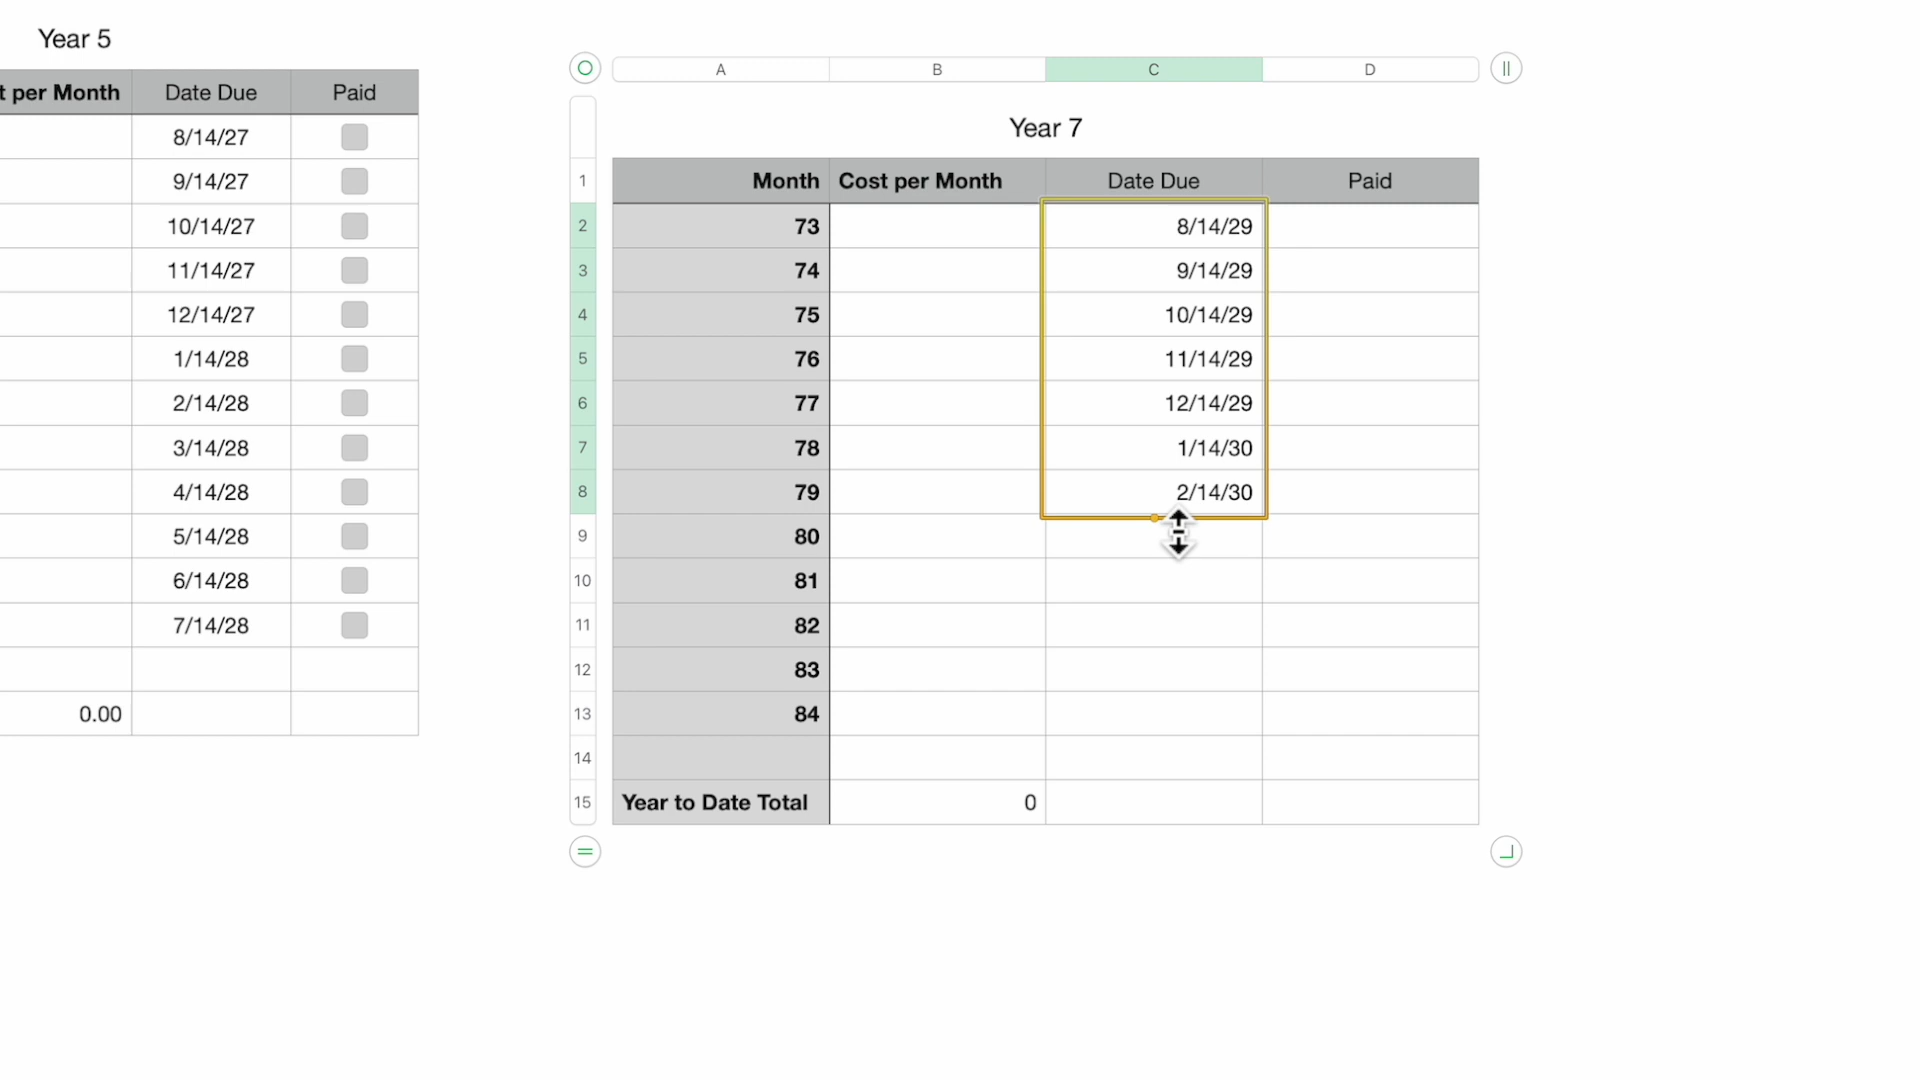 Year 5
t per Month Date Due Paid
8/14/27
9/14/27
10/14/27
11/14/27
12/14/27
1/14/28
2/14/28
3/14/28
4/14/28
5/14/28
6/14/28
7/14/28
0.00
A B C D
Year 7
1 Month Cost per Month Date Due Paid
2 73 8/14/29
3 74 9/14/29
4 75 10/14/29
5 76 11/14/29
6 77 12/14/29
7 78 1/14/30
8 79 2/14/30
9 80
10 81
11 82
12 83
13 84
14
15 Year to Date Total 0